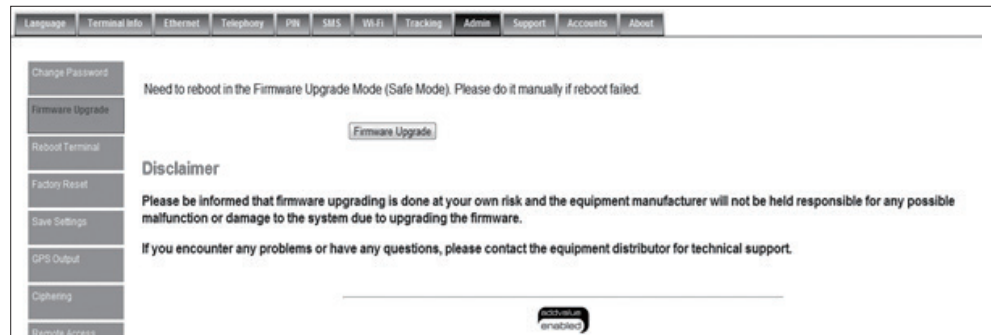 Language Terminal Info Ethernet Telephony PIN SMS Wi-Fi Tracking Admin Support Accounts About
Change Password
Firmware Upgrade
Reboot Terminal
Factory Reset
Save Settings
GPS Output
Ciphering
Remote Access
Need to reboot in the Firmware Upgrade Mode (Safe Mode). Please do it manually if reboot failed.
Firmware Upgrade
Disclaimer
Please be informed that firmware upgrading is done at your own risk and the equipment manufacturer will not be held responsible for any possible
malfunction or damage to the system due to upgrading the firmware.
If you encounter any problems or have any questions, please contact the equipment distributor for technical support.
addvalue
enabled